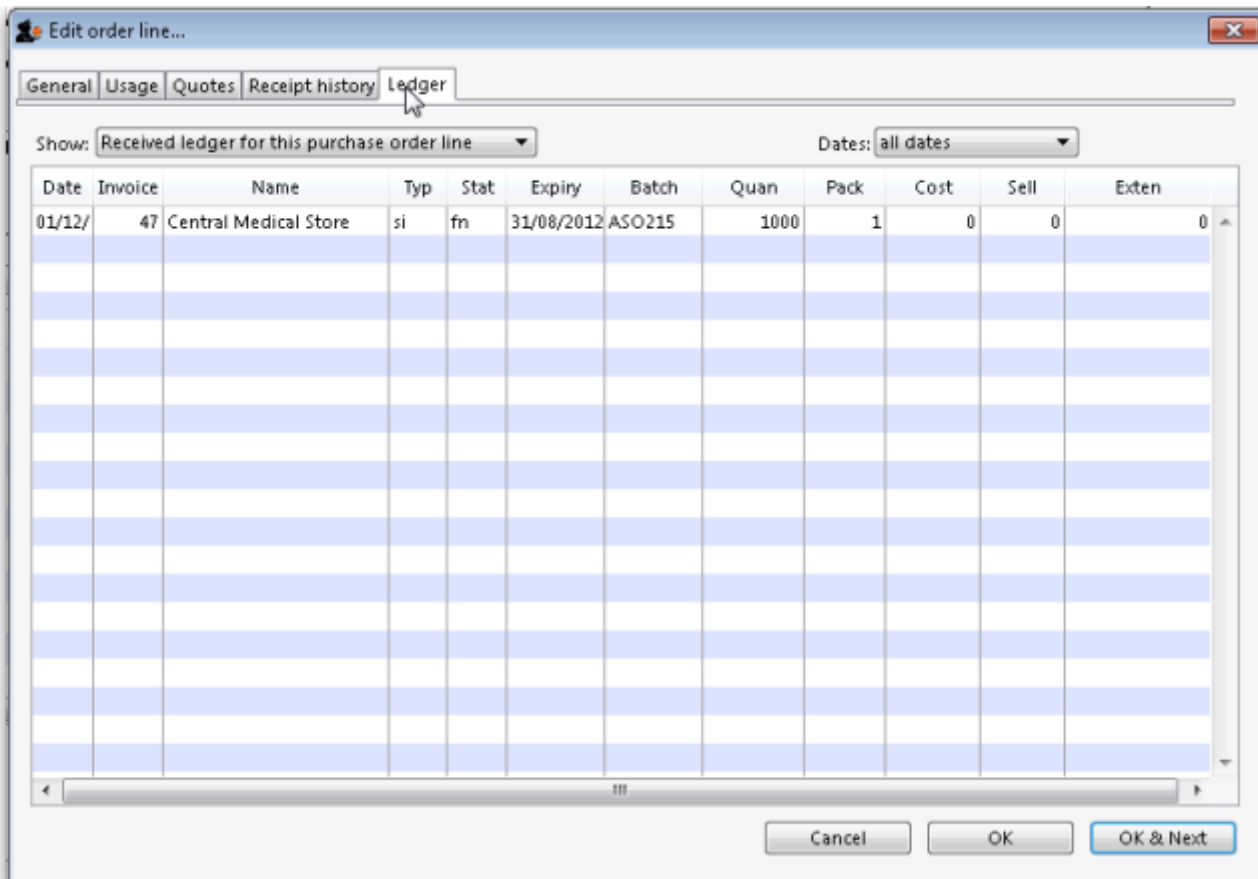 Edit order line...
General Usage Quotes Receipt history Ledger
Show: Received ledger for this purchase order line Dates: all dates
Date Invoice Name Typ Stat Expiry Batch Quan Pack Cost Sell Exten
01/12/ 47 Central Medical Store si fn 31/08/2012 ASO215 1000 1 0 0 0
Cancel OK OK & Next